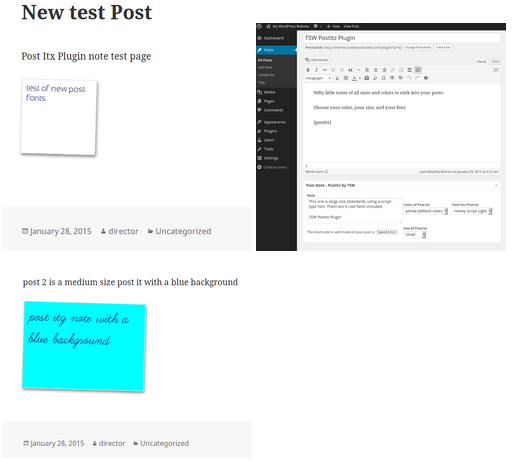 New test Post
Post Itx Plugin note test page
test of new post
fonts
January 28, 2015 director Uncategorized
My WordPress Website New View Post
Dashboard
Posts
All Posts
Add New
Categories
Tags
Media
Pages
Comments
Appearance
Plugins
Users
Tools
Settings
Collapse menu
TSW PostItz Plugin
Permalink:
Change Permalinks View Post
Add Media
Visual Text
Paragraph
Nifty little notes of all sizes and colors to stick into your posts.
Choose your color, your size, and your font.
[postitz]
p
Word count: 22
Last edited by director on January 29, 2015 at 5:12 am
Post Note - PostItz by TSW
Note
This one is large size (standard), using a script
type font. There are 5 cool fonts included.
TSW PostItz Plugin
Color of Post-itz
yellow (default color)
Font For Post-itz
Honey Script Light
Size of Post-itz
Small
The shortcode to add inside of your post is: [postitz]
post 2 is a medium size post it with a blue background
post itz note with a
blue background
January 28, 2015 director Uncategorized